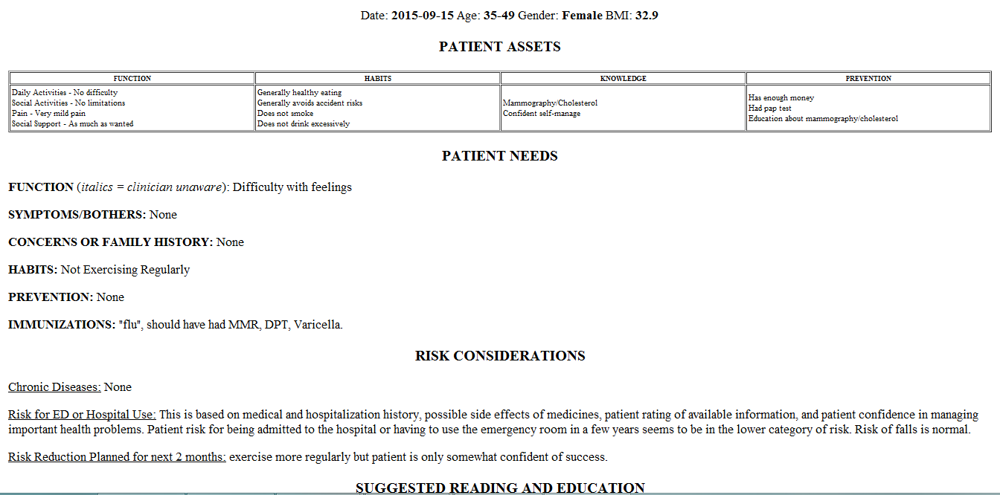 Date: 2015-09-15 Age: 35-49 Gender: Female BMI: 32.9
PATIENT ASSETS
FUNCTION HABITS KNOWLEDGE PREVENTION
Daily Activities - No difficulty
Social Activities - No limitations
Pain - Very mild pain
Social Support - As much as wanted
Generally healthy eating
Generally avoids accident risks
Does not smoke
Does not drink excessively
Mammography/Cholesterol
Confident self-manage
Has enough money
Had pap test
Education about mammography/cholesterol
PATIENT NEEDS
FUNCTION (italics = clinician unaware): Difficulty with feelings
SYMPTOMS/BOTHERS: None
CONCERNS OR FAMILY HISTORY: None
HABITS: Not Exercising Regularly
PREVENTION: None
IMMUNIZATIONS: "flu", should have had MMR, DPT, Varicella.
RISK CONSIDERATIONS
Chronic Diseases: None
Risk for ED or Hospital Use: This is based on medical and hospitalization history, possible side effects of medicines, patient rating of available information, and patient confidence in managing
important health problems. Patient risk for being admitted to the hospital or having to use the emergency room in a few years seems to be in the lower category of risk. Risk of falls is normal.
Risk Reduction Planned for next 2 months: exercise more regularly but patient is only somewhat confident of success.
SUGGESTED READING AND EDUCATION